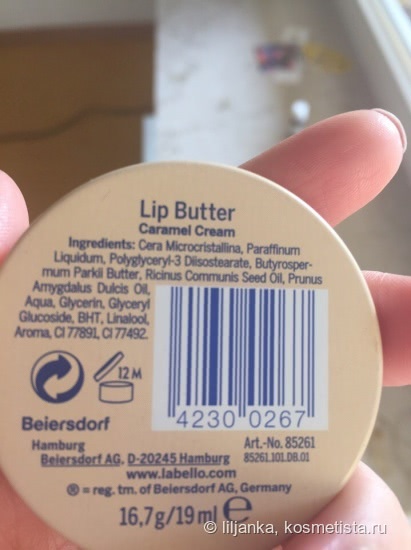 Lip Butter
Caramel Cream
Ingredients: Cera Microcristallina, Paraffinum
Liquidum, Polyglyceryl-3 Diisostearate, Butyrosper-
mum Parkii Butter, Ricinus Communis Seed Oil, Prunus
Amygdalus Dulcis Oil,
Aqua, Glycerin, Glyceryl
Glucoside, BHT, Linalool,
Aroma, CI 77891, CI 77492.
12 M
4230 0267
Beiersdorf
Hamburg
Art.-No. 85261
Beiersdorf AG, D-20245 Hamburg
85261.101.DB.01
www.labello.com
® = reg. tm. of Beiersdorf AG, Germany
16,7g/19 ml ℮
© liljanka, kosmetista.ru